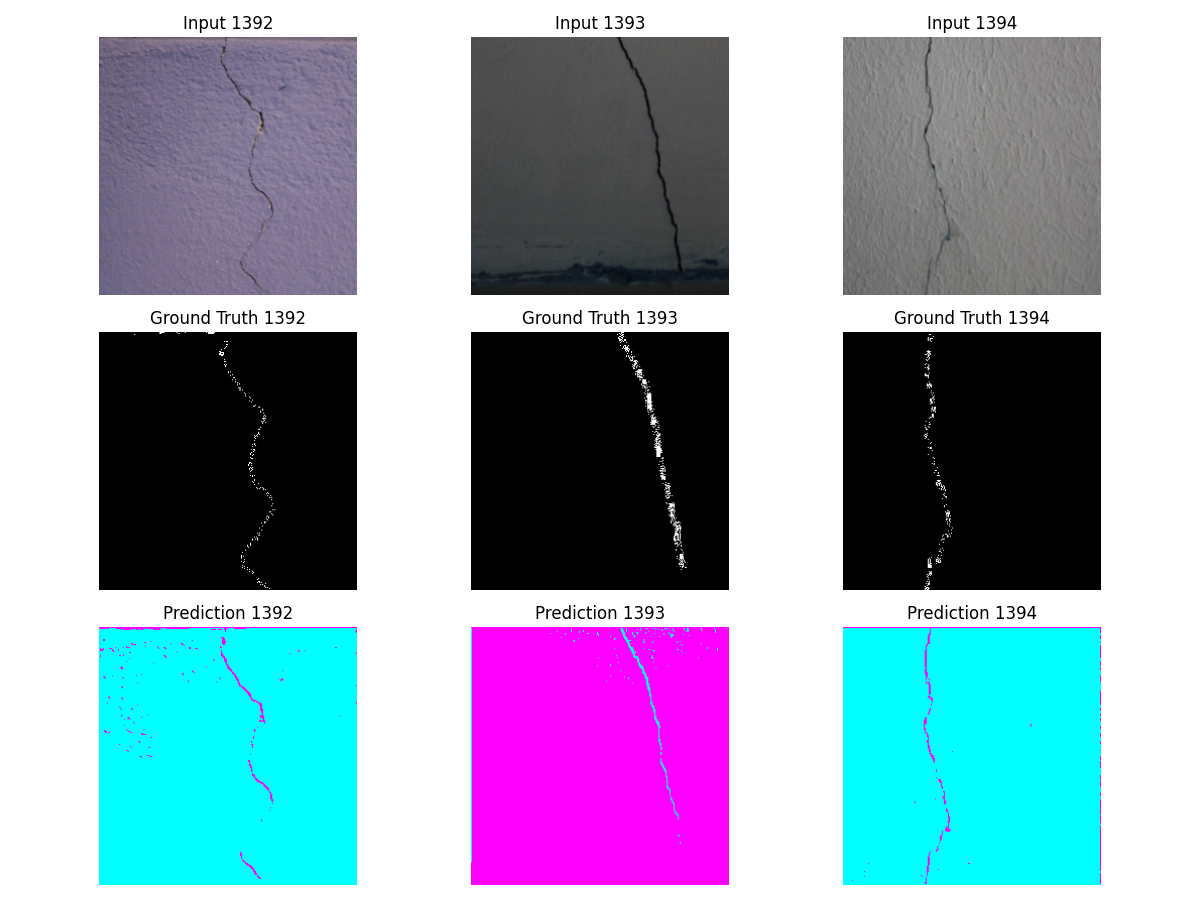 Input 1392
Input 1393
Input 1394
Ground Truth 1392
Ground Truth 1393
Ground Truth 1394
Prediction 1392
Prediction 1393
Prediction 1394